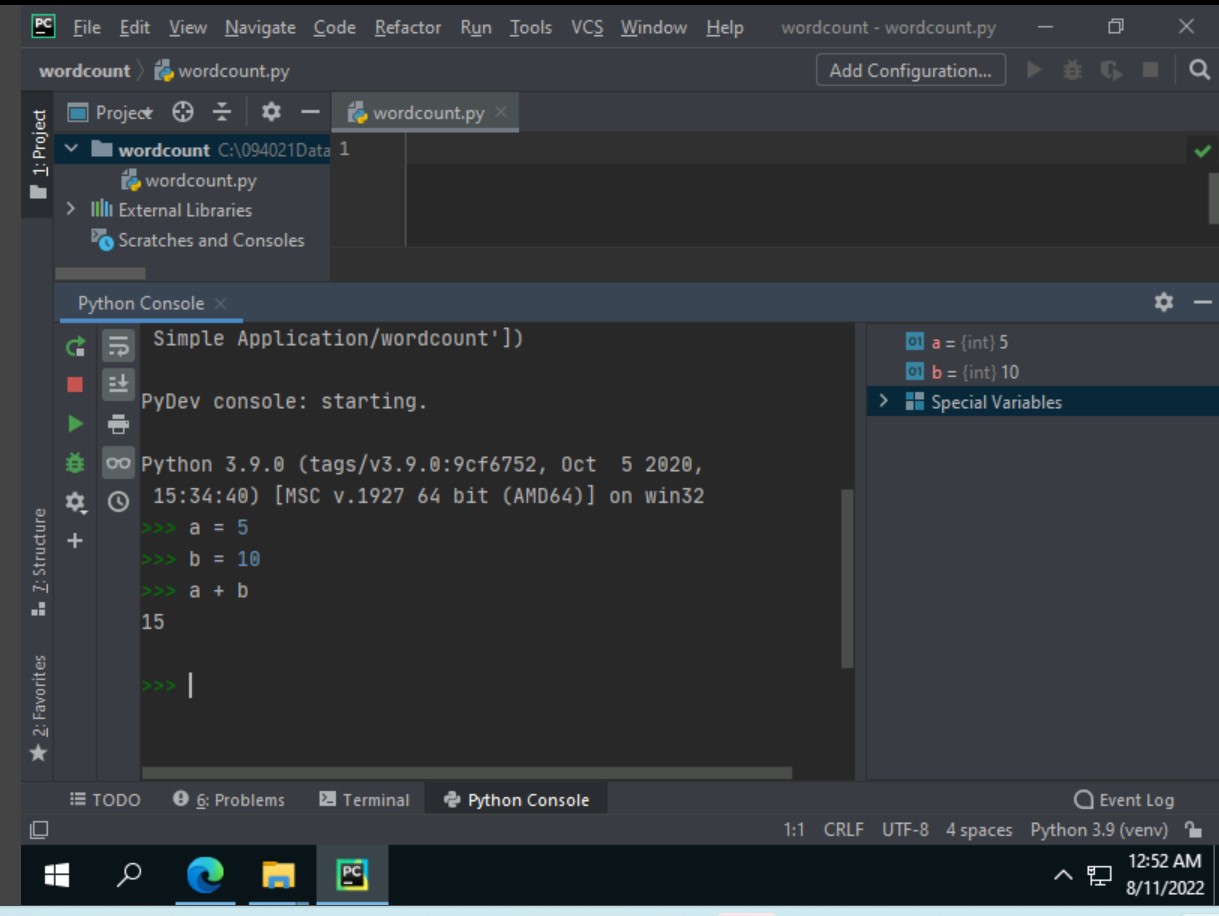 PC File Edit View Navigate Code Refactor Run Tools VCS Window Help wordcount - wordcount.py
wordcount wordcount.py Add Configuration...
1: Project
Project wordcount.py
wordcount C:\094021Data 1
wordcount.py
External Libraries
Scratches and Consoles
Python Console
Simple Application/wordcount'])
PyDev console: starting.
Python 3.9.0 (tags/v3.9.0:9cf6752, Oct  5 2020,
15:34:40) [MSC v.1927 64 bit (AMD64)] on win32
>>> a = 5
>>> b = 10
>>> a + b
15
>>>
01 a = {int} 5
01 b = {int} 10
Special Variables
7: Structure
2: Favorites
TODO 6: Problems Terminal Python Console Event Log
1:1 CRLF UTF-8 4 spaces Python 3.9 (venv)
PC
12:52 AM
8/11/2022